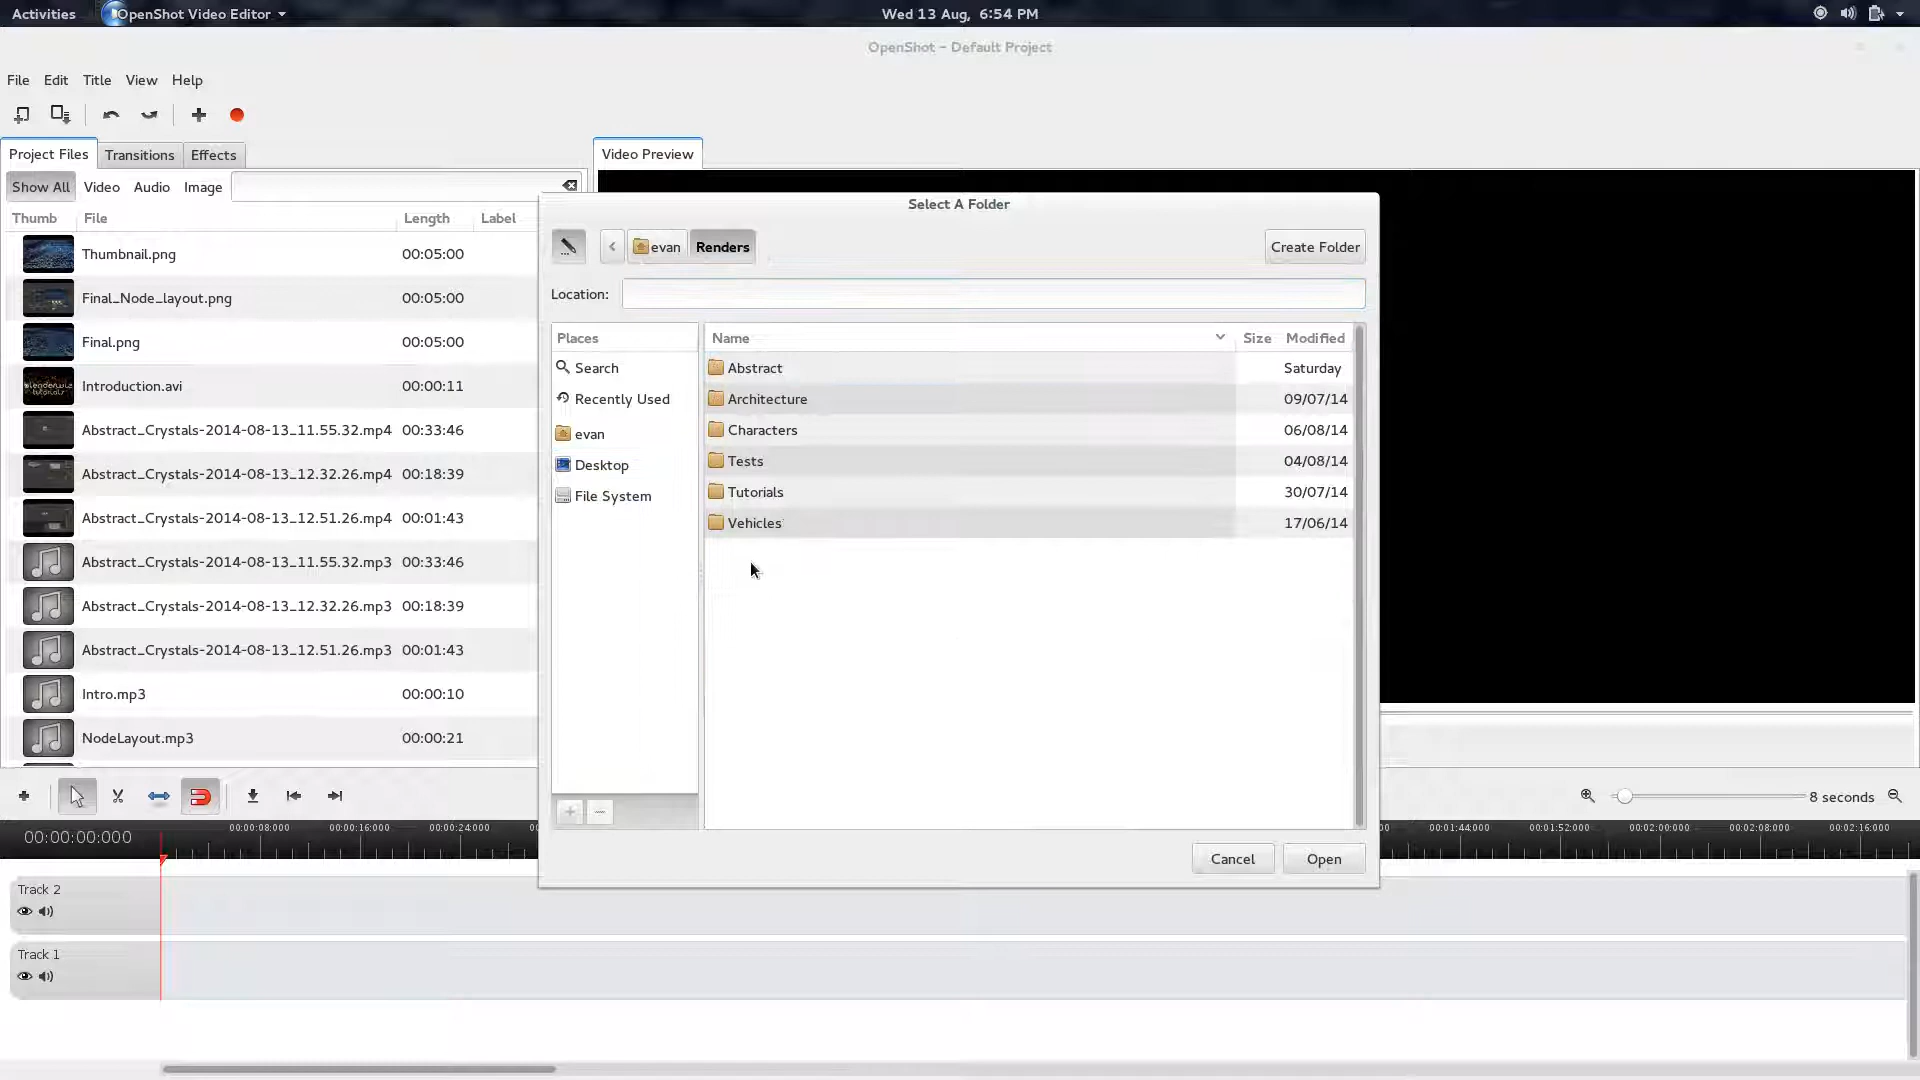 Activities OpenShot Video Editor Wed 13 Aug, 6:54 PM
OpenShot – Default Project
File Edit Title View Help
Project Files Transitions Effects Video Preview
Show All Video Audio Image
Thumb File Length Label
Thumbnail.png 00:05:00
Final_Node_layout.png 00:05:00
Final.png 00:05:00
Introduction.avi 00:00:11
Abstract_Crystals-2014-08-13_11.55.32.mp4 00:33:46
Abstract_Crystals-2014-08-13_12.32.26.mp4 00:18:39
Abstract_Crystals-2014-08-13_12.51.26.mp4 00:01:43
Abstract_Crystals-2014-08-13_11.55.32.mp3 00:33:46
Abstract_Crystals-2014-08-13_12.32.26.mp3 00:18:39
Abstract_Crystals-2014-08-13_12.51.26.mp3 00:01:43
Intro.mp3 00:00:10
NodeLayout.mp3 00:00:21
Select A Folder
evan Renders Create Folder
Location:
Places
Search
Recently Used
evan
Desktop
File System
Name Size Modified
Abstract Saturday
Architecture 09/07/14
Characters 06/08/14
Tests 04/08/14
Tutorials 30/07/14
Vehicles 17/06/14
Cancel Open
8 seconds
00:00:00:000 00:00:08:000 00:00:16:000 00:00:24:000 00:01:44:000 00:01:52:000 00:02:00:000 00:02:08:000 00:02:16:000
Track 2
Track 1